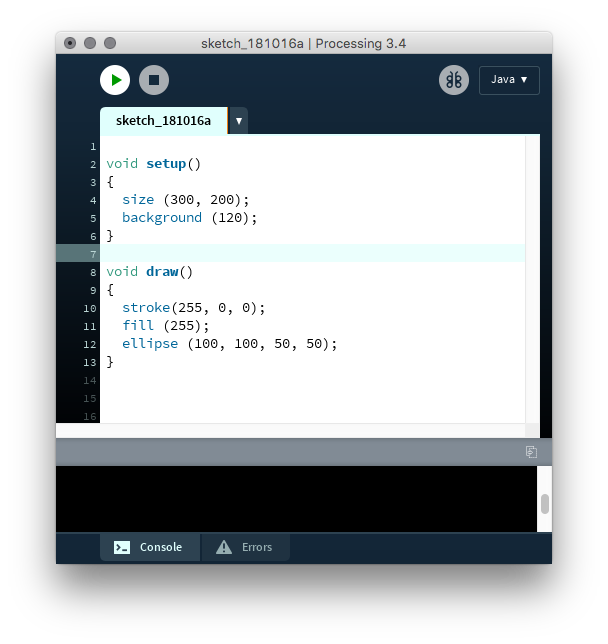 sketch_181016a | Processing 3.4
Java ▼
sketch_181016a ▼
1
2 void setup()
3 {
4   size (300, 200);
5   background (120);
6 }
7
8 void draw()
9 {
10   stroke(255, 0, 0);
11   fill (255);
12   ellipse (100, 100, 50, 50);
13 }
14
15
16
Console Errors